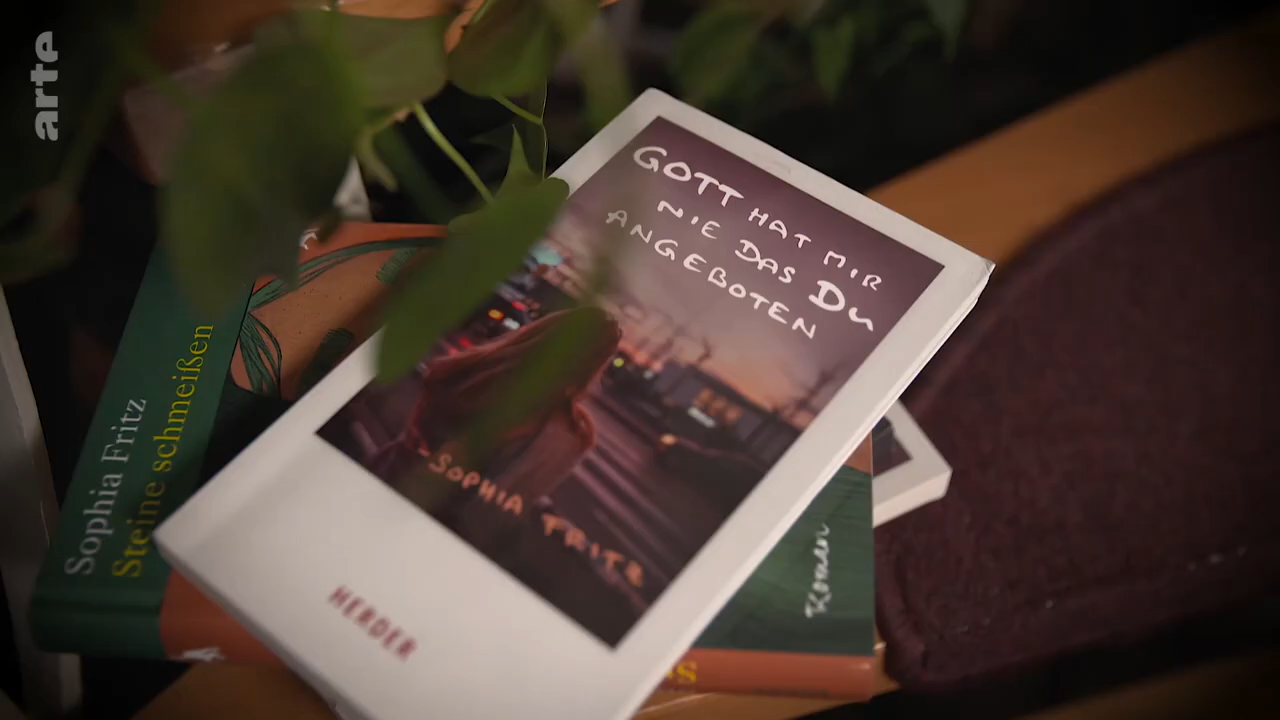 arte
GOTT HAT MIR
NIE DAS Du
ANGEBOTEN
SOPHIA FRITZ
HERDER
Sophia Fritz
Steine schmeißen
Roman